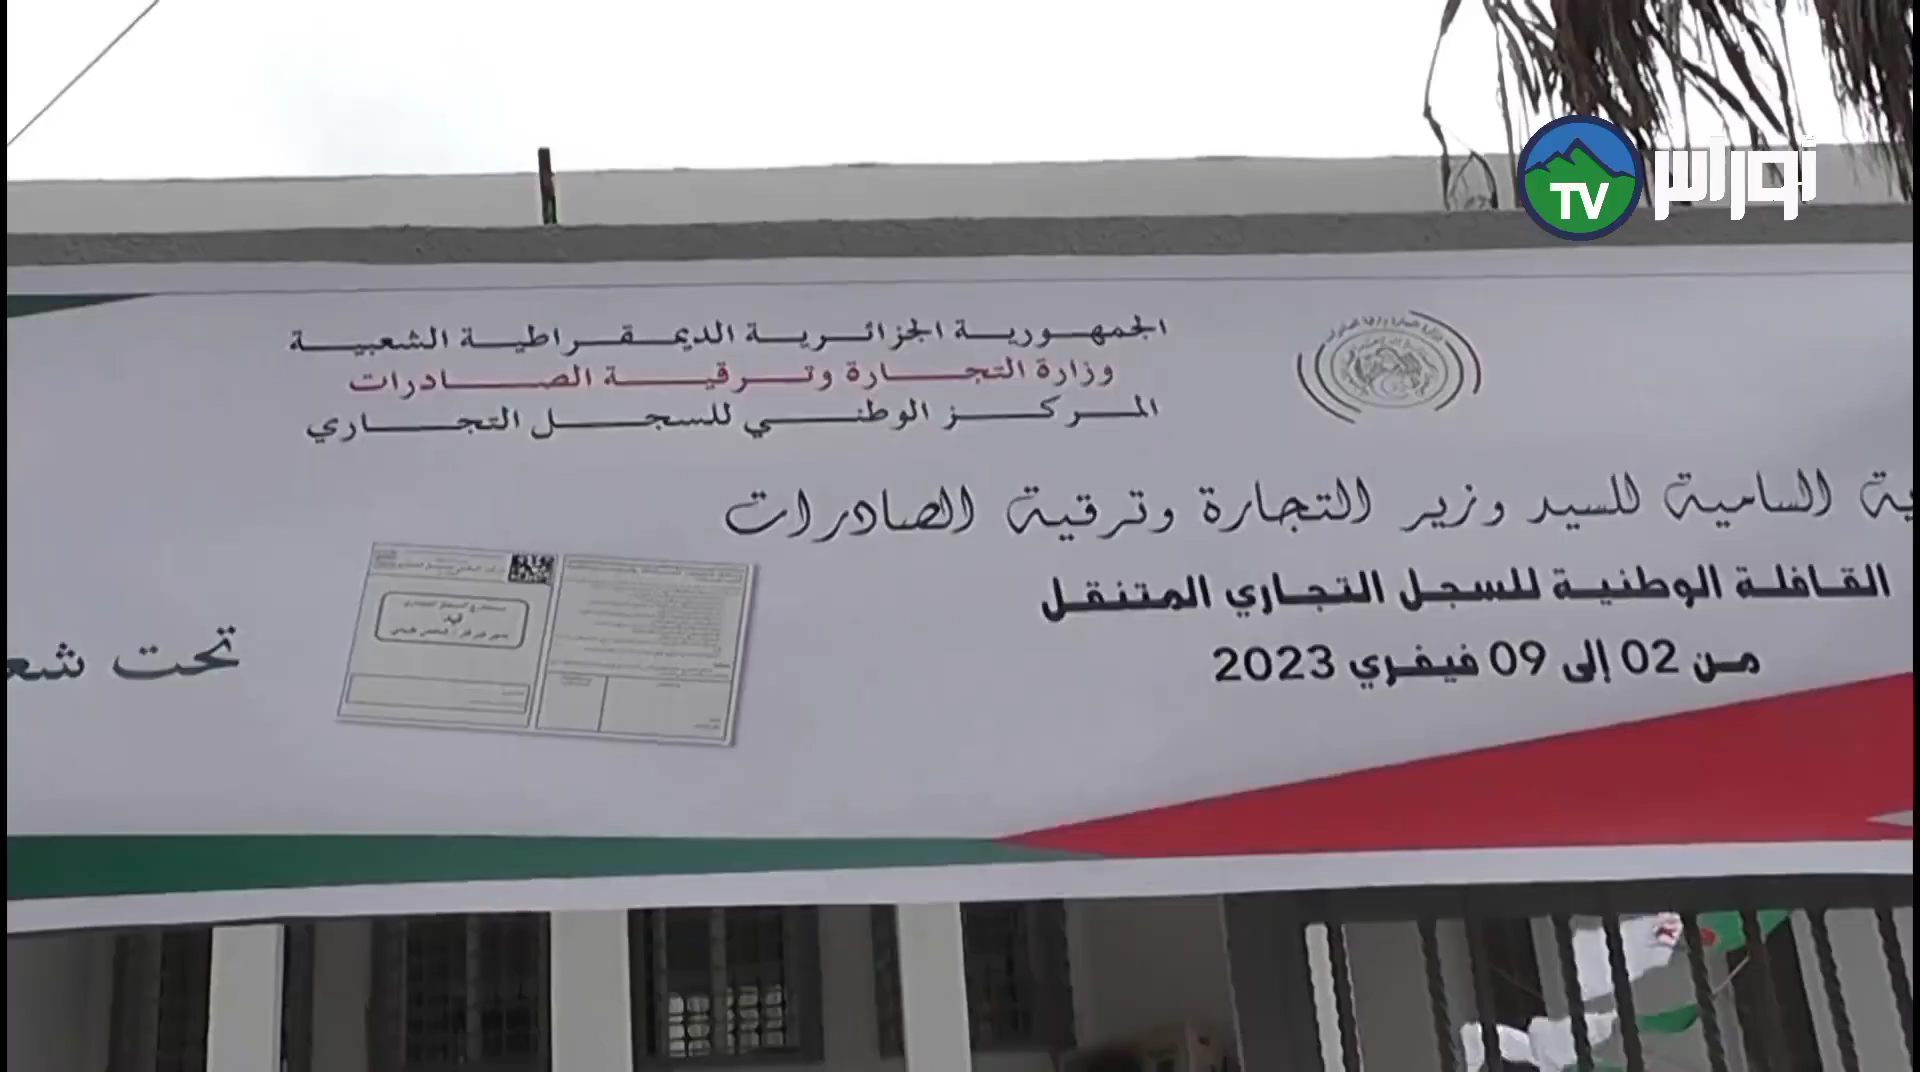 TV أوراس
الجمهورية الجزائرية الديمقراطية الشعبية
وزارة التجارة وترقية الصادرات
المركز الوطني للسجل التجاري
السامية للسيد وزير التجارة وترقية الصادرات
القافلة الوطنية للسجل التجاري المتنقل
من 02 إلى 09 فيفري 2023
تحت